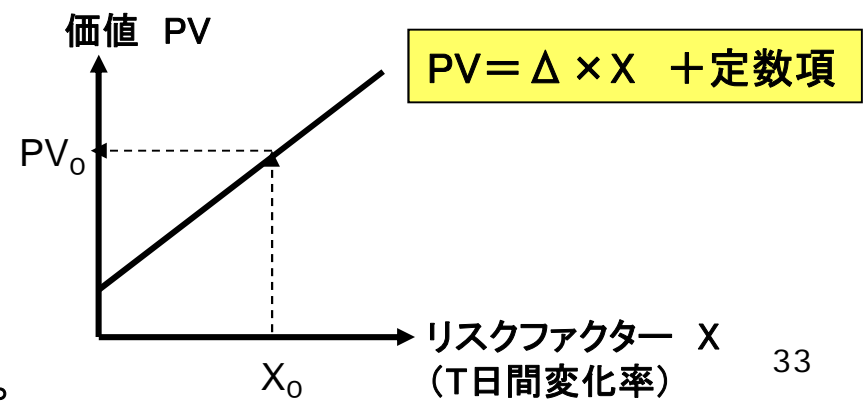 価値 PV
PV=Δ×X +定数項
PV₀
リスクファクター X
(T日間変化率)
X₀
33
。